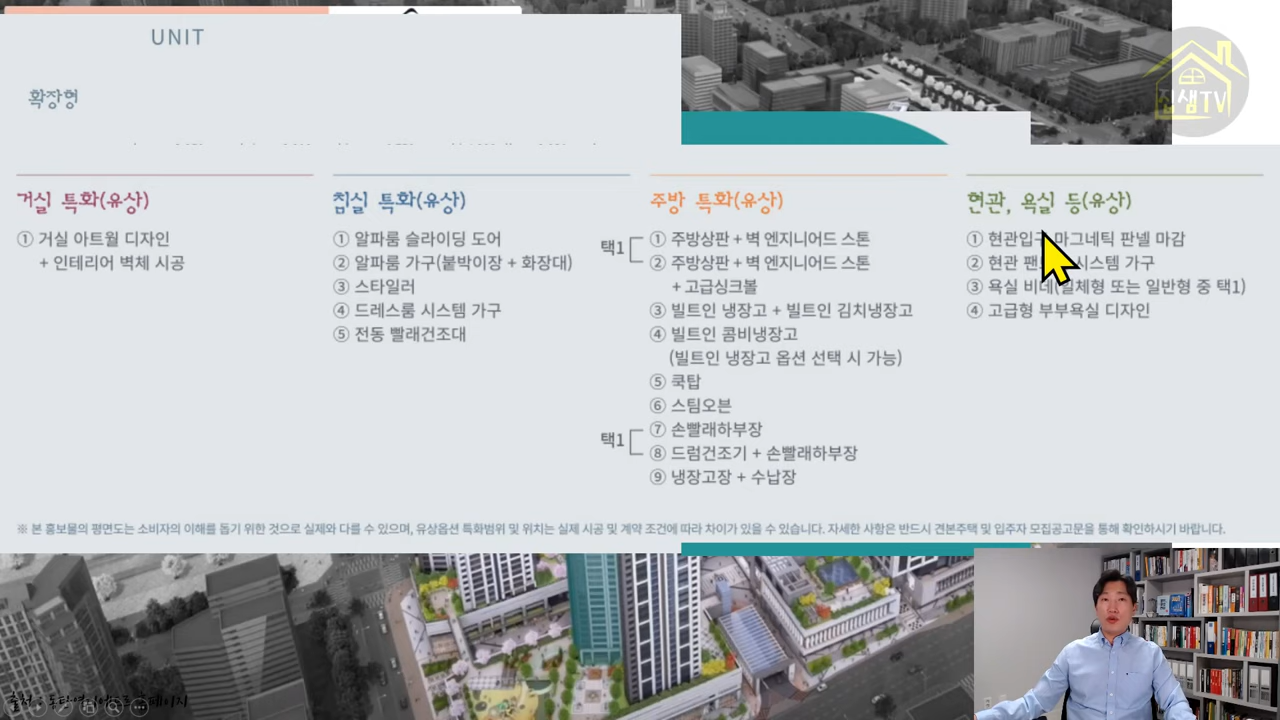 UNIT
확장형
집샘TV
거실 특화(유상)
① 거실 아트월 디자인
+ 인테리어 벽체 시공
침실 특화(유상)
① 알파룸 슬라이딩 도어
② 알파룸 가구(붙박이장 + 화장대)
③ 스타일러
④ 드레스룸 시스템 가구
⑤ 전동 빨래건조대
주방 특화(유상)
택1
① 주방상판 + 벽 엔지니어드 스톤
② 주방상판 + 벽 엔지니어드 스톤
+ 고급싱크볼
③ 빌트인 냉장고 + 빌트인 김치냉장고
④ 빌트인 콤비냉장고
(빌트인 냉장고 옵션 선택 시 가능)
⑤ 쿡탑
⑥ 스팀오븐
택1
⑦ 손빨래하부장
⑧ 드럼건조기 + 손빨래하부장
⑨ 냉장고장 + 수납장
현관, 욕실 등(유상)
① 현관입구 마그네틱 판넬 마감
② 현관 시스템 가구
③ 욕실 비데(일체형 또는 일반형 중 택1)
④ 고급형 부부욕실 디자인
※ 본 홍보물의 평면도는 소비자의 이해를 돕기 위한 것으로 실제와 다를 수 있으며, 유상옵션 특화범위 및 위치는 실제 시공 및 계약 조건에 따라 차이가 있을 수 있습니다. 자세한 사항은 반드시 견본주택 및 입주자 모집공고문을 통해 확인하시기 바랍니다.